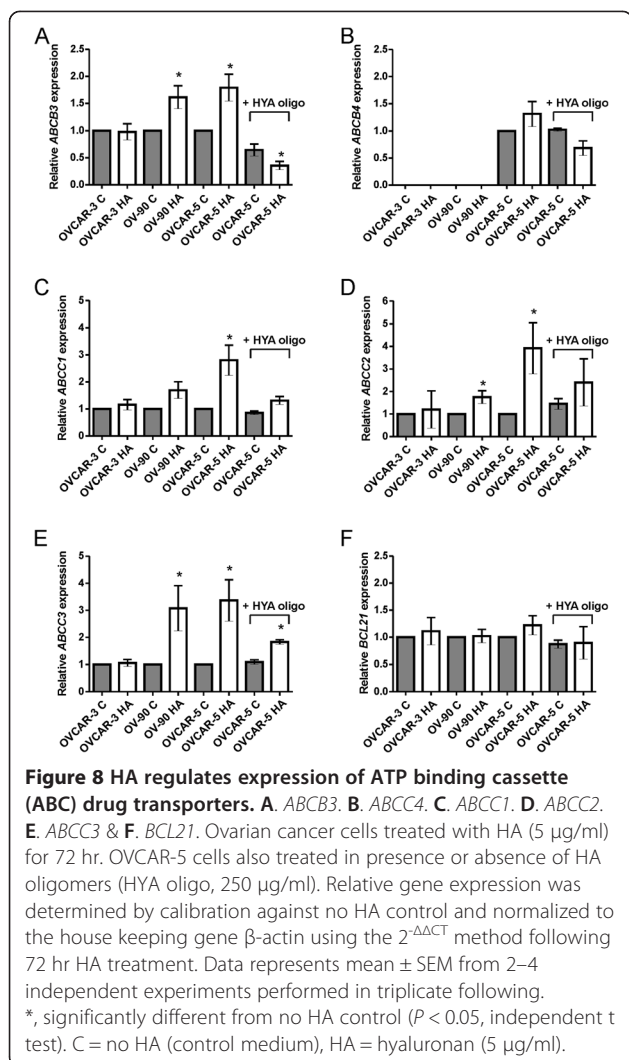 A
Relative ABCB3 expression
2.5
2.0
1.5
1.0
0.5
0.0
*
*
+ HYA oligo
*
OVCAR-3 C
OVCAR-3 HA
OV-90 C
OV-90 HA
OVCAR-5 C
OVCAR-5 HA
OVCAR-5 C
OVCAR-5 HA
B
Relative ABCB4 expression
2.5
2.0
1.5
1.0
0.5
0.0
+ HYA oligo
OVCAR-3 C
OVCAR-3 HA
OV-90 C
OV-90 HA
OVCAR-5 C
OVCAR-5 HA
OVCAR-5 C
OVCAR-5 HA
C
Relative ABCC1 expression
5
4
3
2
1
0
*
+ HYA oligo
OVCAR-3 C
OVCAR-3 HA
OV-90 C
OV-90 HA
OVCAR-5 C
OVCAR-5 HA
OVCAR-5 C
OVCAR-5 HA
D
Relative ABCC2 expression
6
4
2
0
*
*
+ HYA oligo
OVCAR-3 C
OVCAR-3 HA
OV-90 C
OV-90 HA
OVCAR-5 C
OVCAR-5 HA
OVCAR-5 C
OVCAR-5 HA
E
Relative ABCC3 expression
5
4
3
2
1
0
*
*
+ HYA oligo
*
OVCAR-3 C
OVCAR-3 HA
OV-90 C
OV-90 HA
OVCAR-5 C
OVCAR-5 HA
OVCAR-5 C
OVCAR-5 HA
F
Relative BCL21 expression
2.5
2.0
1.5
1.0
0.5
0.0
+ HYA oligo
OVCAR-3 C
OVCAR-3 HA
OV-90 C
OV-90 HA
OVCAR-5 C
OVCAR-5 HA
OVCAR-5 C
OVCAR-5 HA
Figure 8 HA regulates expression of ATP binding cassette
(ABC) drug transporters. A. ABCB3. B. ABCC4. C. ABCC1. D. ABCC2.
E. ABCC3 & F. BCL21. Ovarian cancer cells treated with HA (5 μg/ml)
for 72 hr. OVCAR-5 cells also treated in presence or absence of HA
oligomers (HYA oligo, 250 μg/ml). Relative gene expression was
determined by calibration against no HA control and normalized to
the house keeping gene β-actin using the 2^-ΔΔCT method following
72 hr HA treatment. Data represents mean ± SEM from 2–4
independent experiments performed in triplicate following.
*, significantly different from no HA control (P < 0.05, independent t
test). C = no HA (control medium), HA = hyaluronan (5 μg/ml).